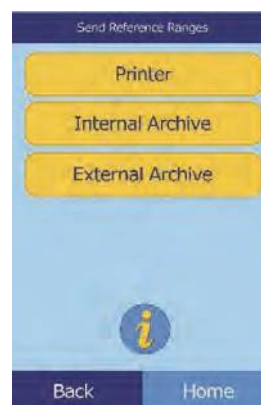 Send Reference Ranges
Printer
Internal Archive
External Archive
i
Back Home